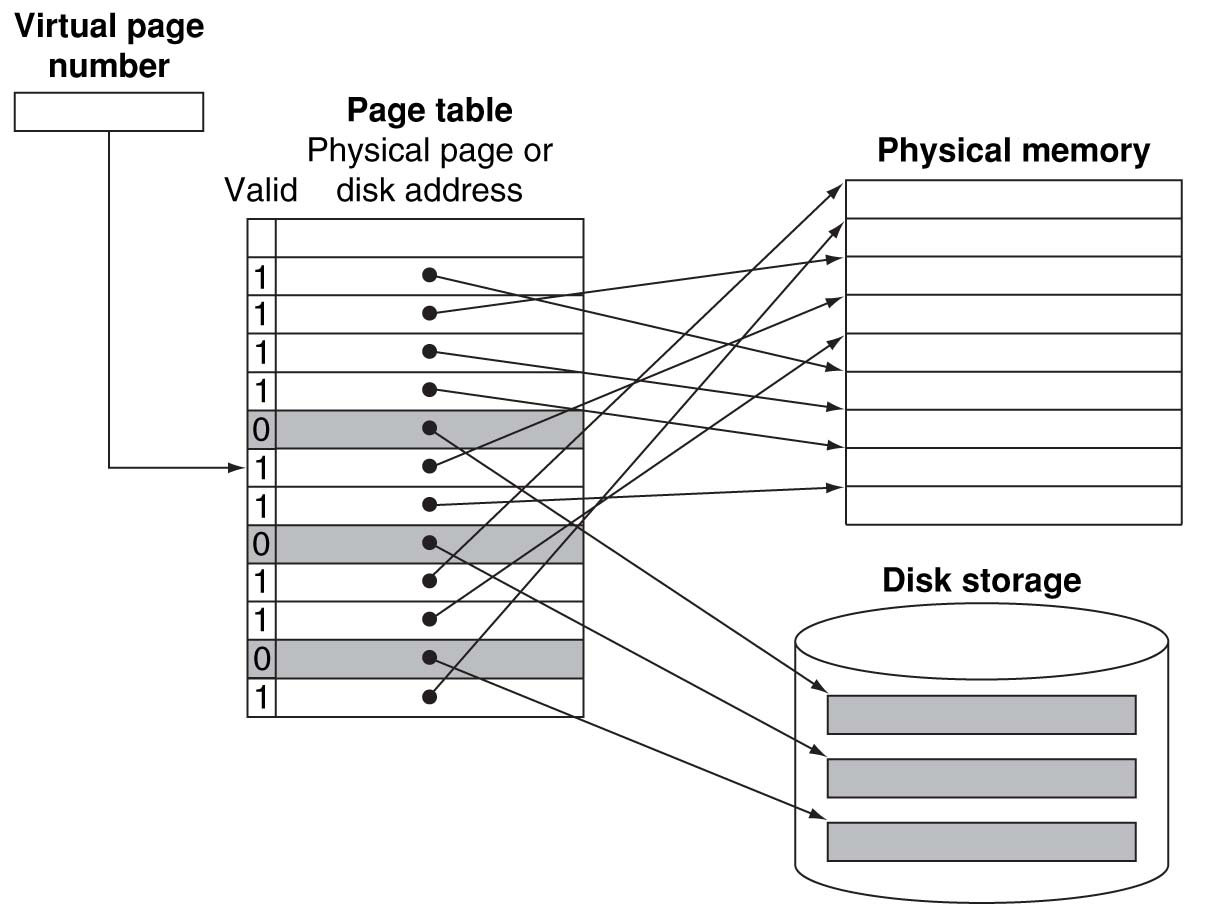 Virtual page
number
Page table
Physical page or
Valid disk address
Physical memory
1
1
1
1
0
1
1
0
1
1
0
1
Disk storage